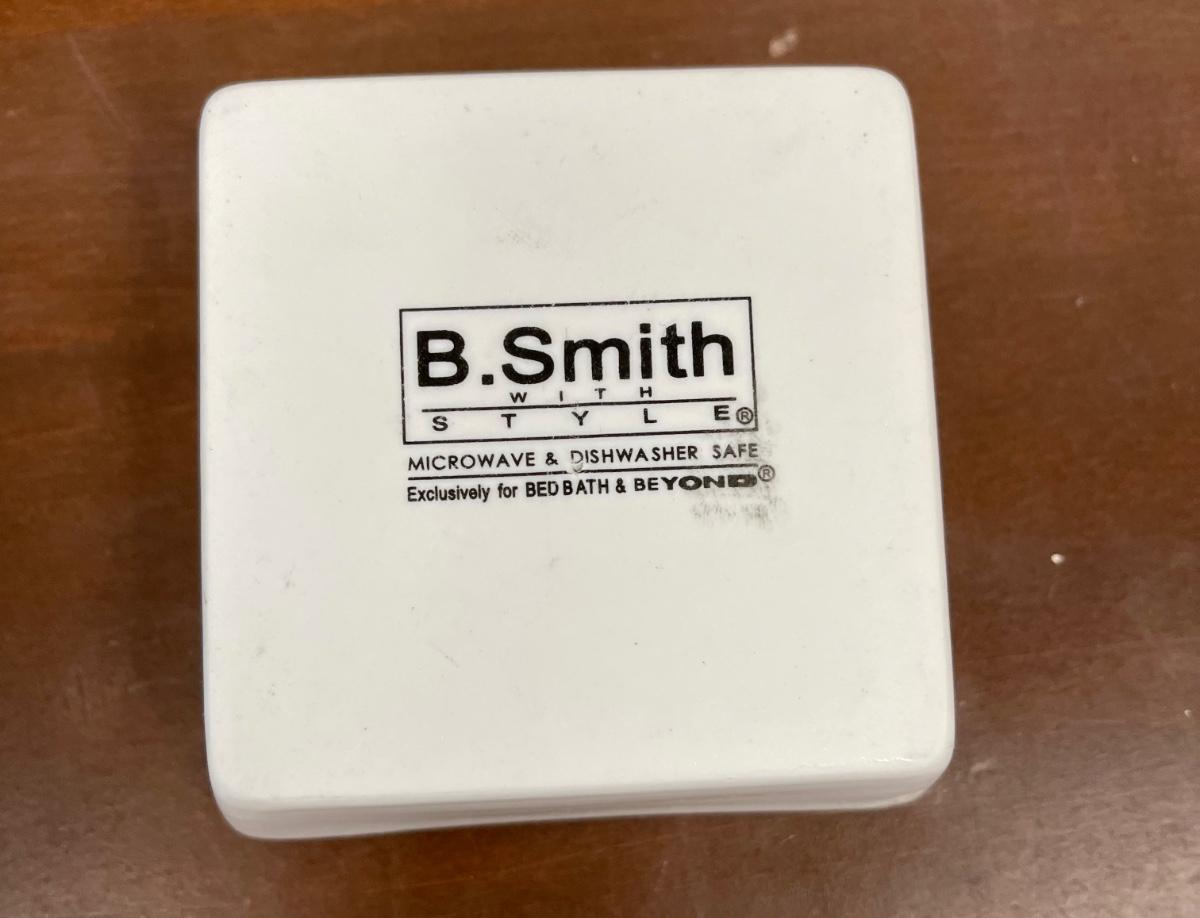 B.Smith
WITH
STYLE®
MICROWAVE & DISHWASHER SAFE
Exclusively for BED BATH & BEYOND®